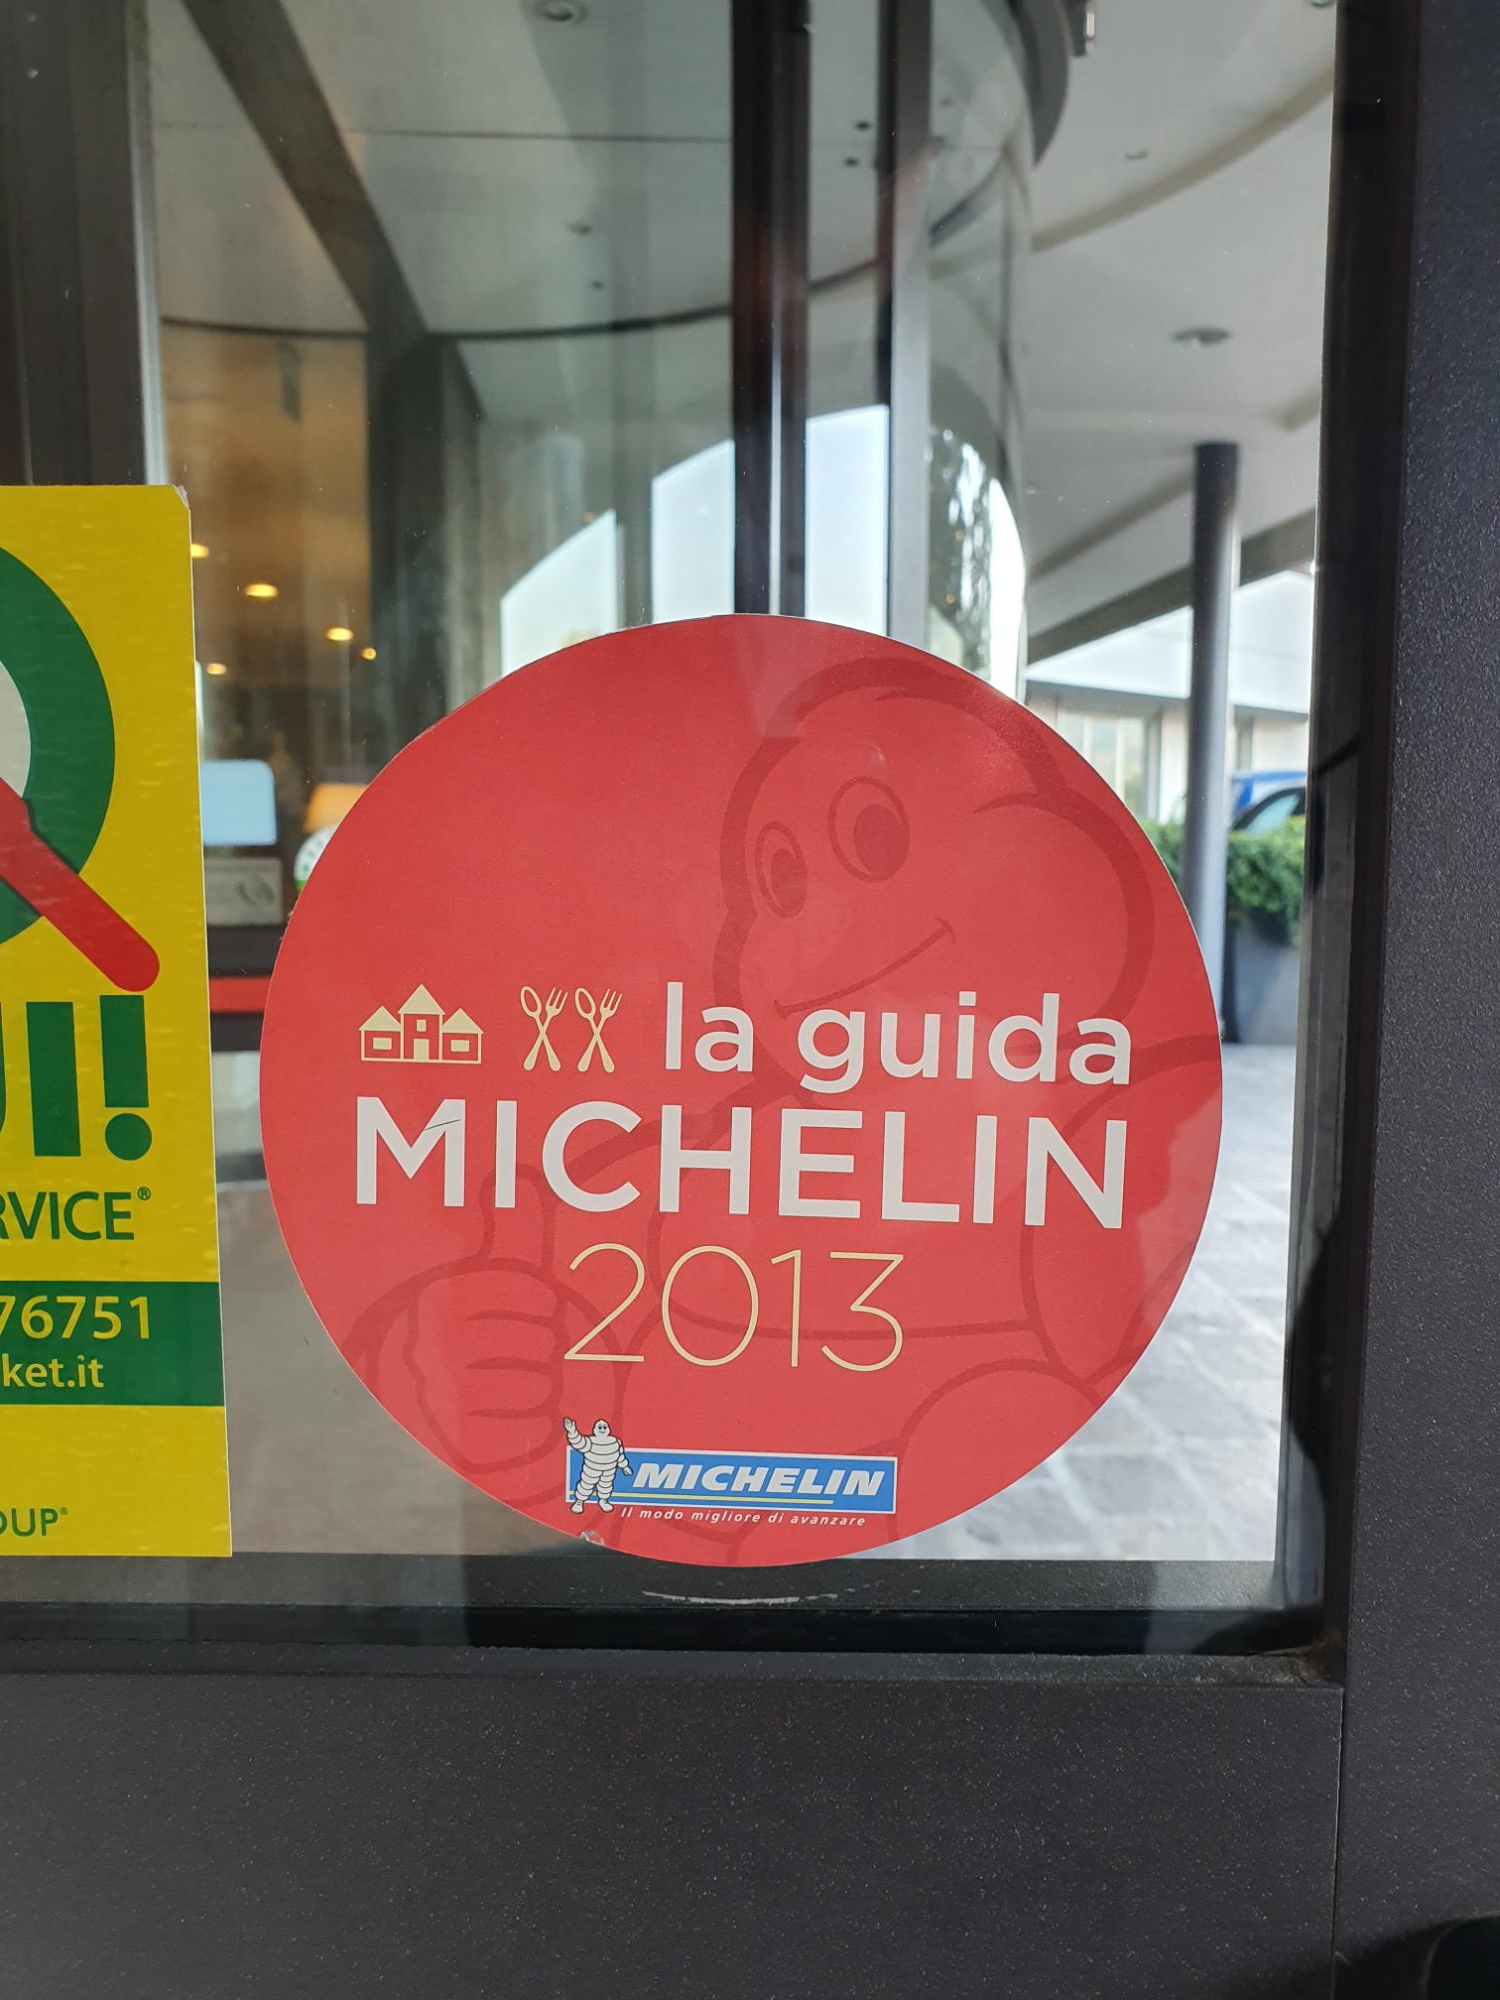 la guida
MICHELIN
2013
MICHELIN
Il modo migliore di avanzare
UI!
RVICE®
76751
ket.it
OUP®